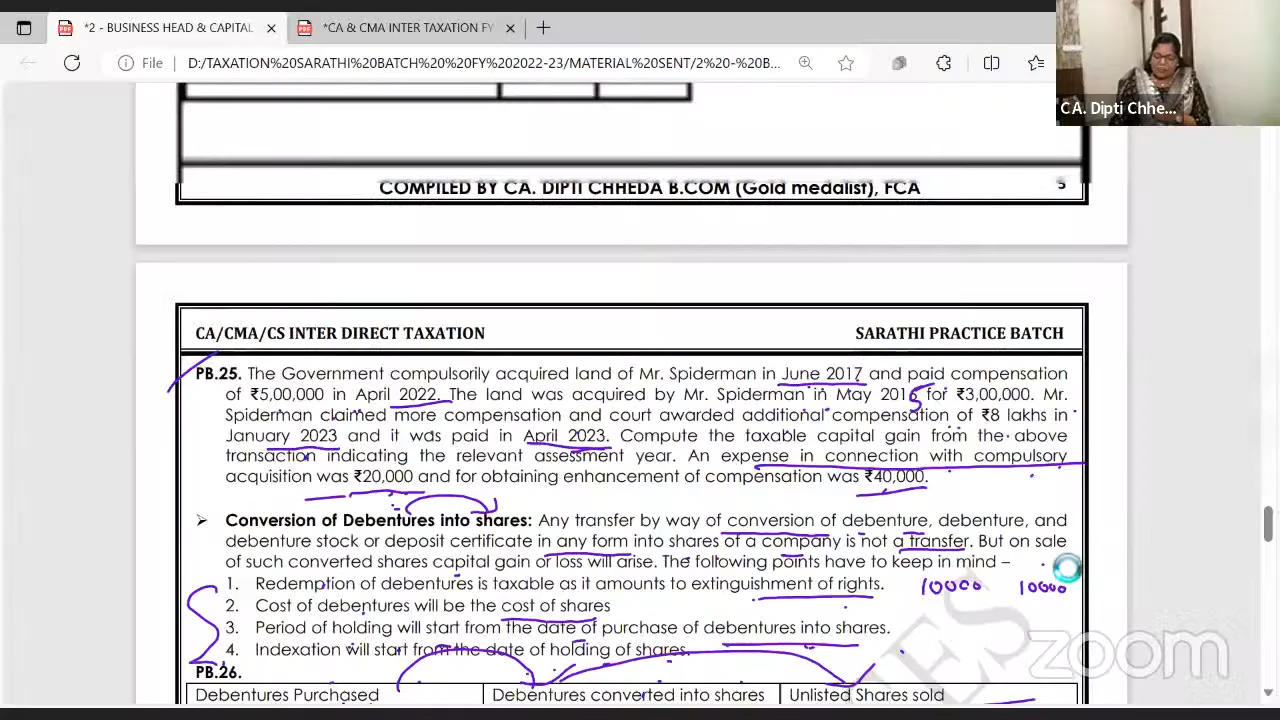 *2 - BUSINESS HEAD & CAPITAL
*CA & CMA INTER TAXATION FY
File
D:/TAXATION%20SARATHI%20BATCH%20%20FY%202022-23/MATERIAL%20SENT/2%20-%20B...
CA. Dipti Chhe...
COMPILED BY CA. DIPTI CHHEDA B.COM (Gold medalist), FCA
5
CA/CMA/CS INTER DIRECT TAXATION
SARATHI PRACTICE BATCH
PB.25. The Government compulsorily acquired land of Mr. Spiderman in June 2017 and paid compensation
of ₹5,00,000 in April 2022. The land was acquired by Mr. Spiderman in May 2015 for ₹3,00,000. Mr.
Spiderman claimed more compensation and court awarded additional compensation of ₹8 lakhs in
January 2023 and it was paid in April 2023. Compute the taxable capital gain from the above
transaction indicating the relevant assessment year. An expense in connection with compulsory
acquisition was ₹20,000 and for obtaining enhancement of compensation was ₹40,000.
➢ Conversion of Debentures into shares: Any transfer by way of conversion of debenture, debenture, and
debenture stock or deposit certificate in any form into shares of a company is not a transfer. But on sale
of such converted shares capital gain or loss will arise. The following points have to keep in mind –
1. Redemption of debentures is taxable as it amounts to extinguishment of rights. 10000 10000
2. Cost of debentures will be the cost of shares
3. Period of holding will start from the date of purchase of debentures into shares.
4. Indexation will start from the date of holding of shares.
zoom
PB.26.
Debentures Purchased
Debentures converted into shares
Unlisted Shares sold